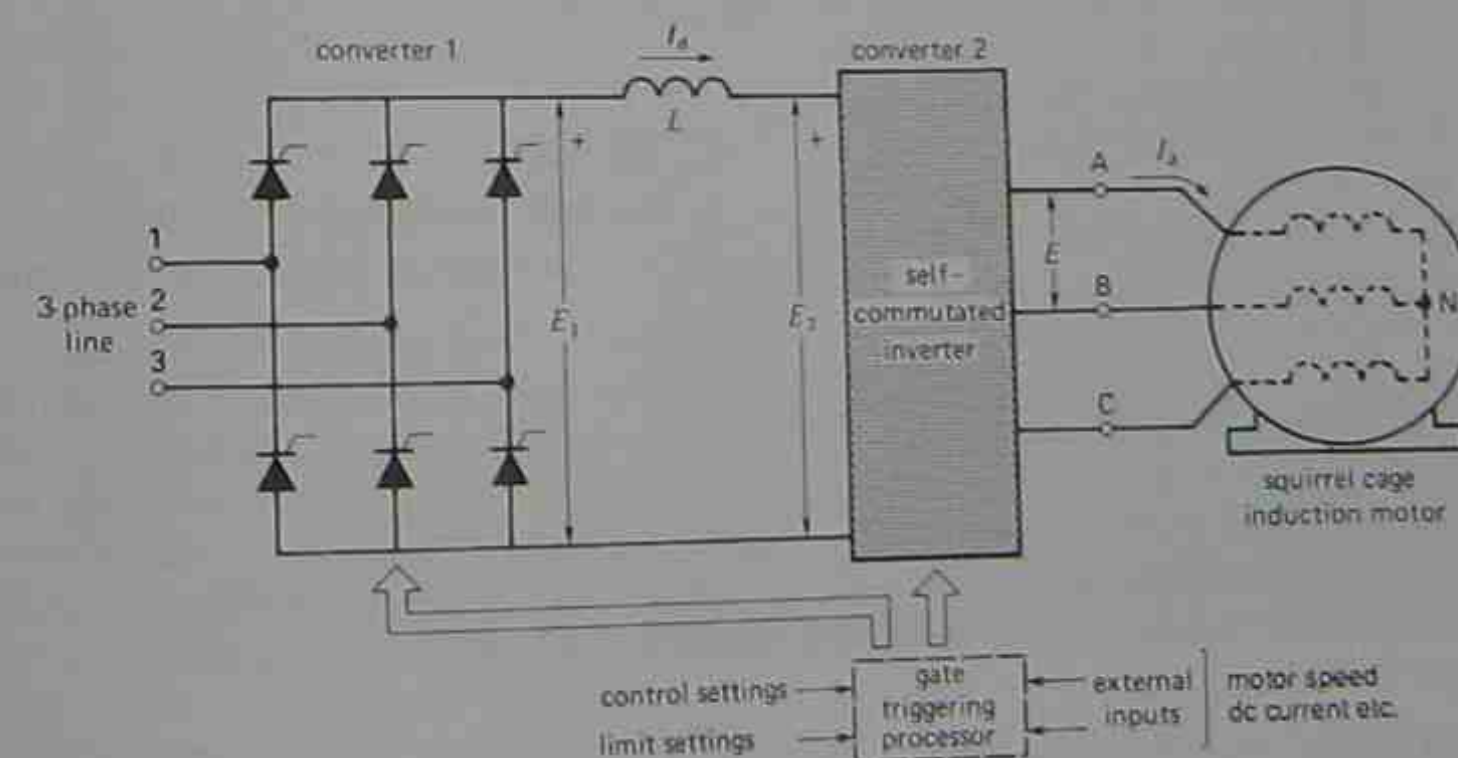 converter 1
I_d
converter 2
L
+
+
A
I_a
1
3-phase
2
line
3
E_1
E_2
self-
commutated
inverter
E
B
N
C
squirrel cage
induction motor
control settings
limit settings
gate
triggering
processor
external
inputs
motor speed
dc current etc.